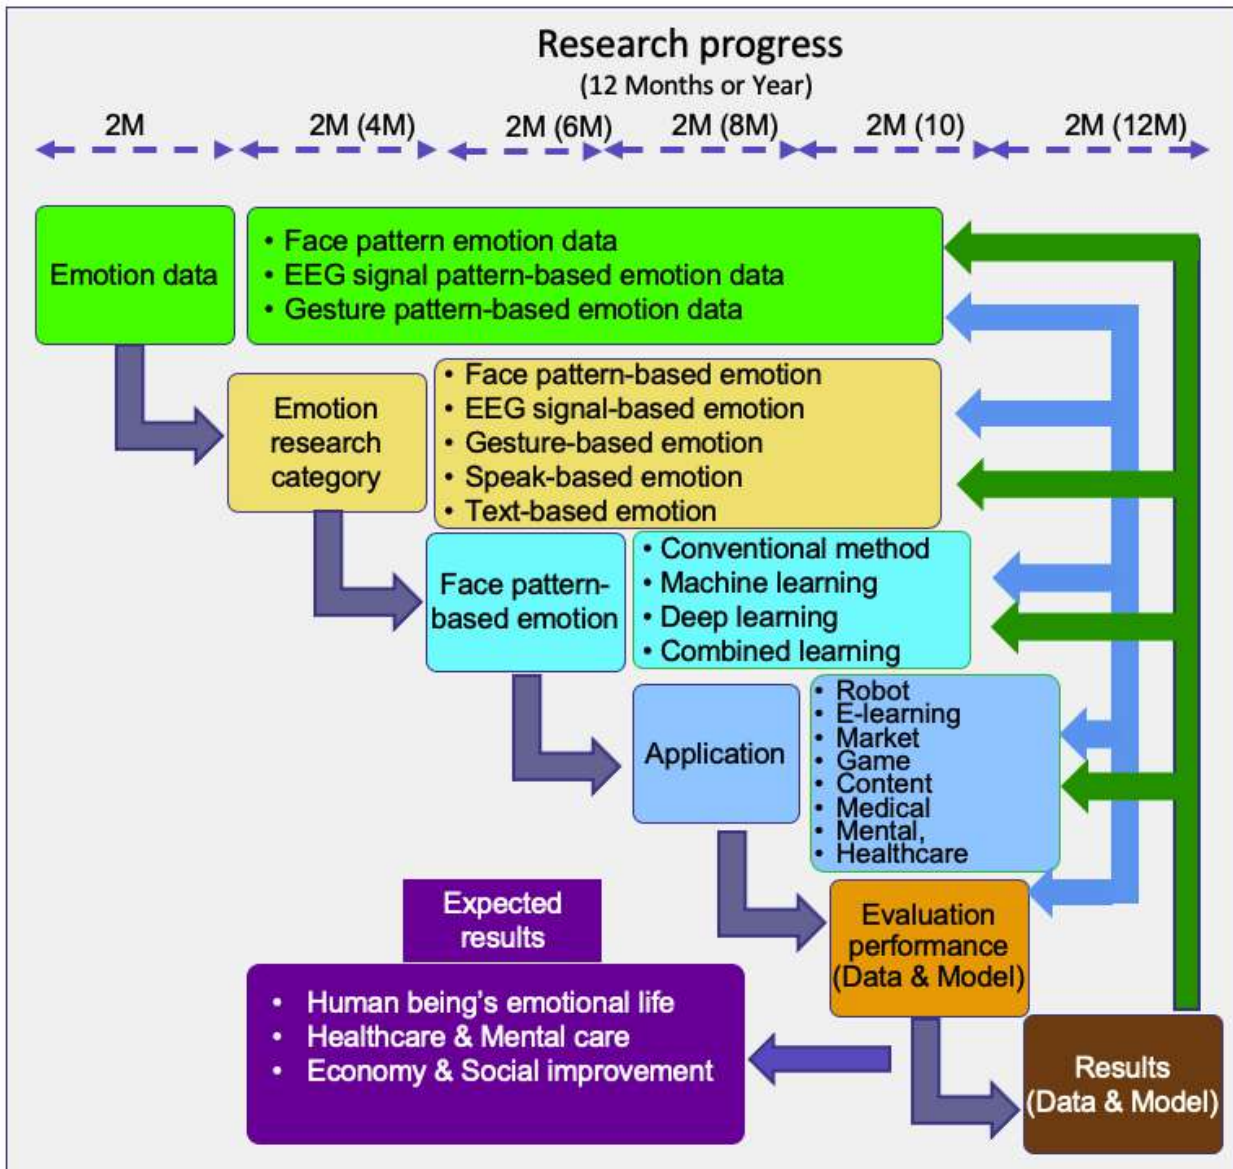 Research progress
(12 Months or Year)
2M 2M (4M) 2M (6M) 2M (8M) 2M (10) 2M (12M)
Emotion data
• Face pattern emotion data
• EEG signal pattern-based emotion data
• Gesture pattern-based emotion data
Emotion
research
category
• Face pattern-based emotion
• EEG signal-based emotion
• Gesture-based emotion
• Speak-based emotion
• Text-based emotion
Face pattern-
based emotion
• Conventional method
• Machine learning
• Deep learning
• Combined learning
Application
• Robot
• E-learning
• Market
• Game
• Content
• Medical
• Mental,
• Healthcare
Evaluation
performance
(Data & Model)
Expected
results
• Human being's emotional life
• Healthcare & Mental care
• Economy & Social improvement
Results
(Data & Model)